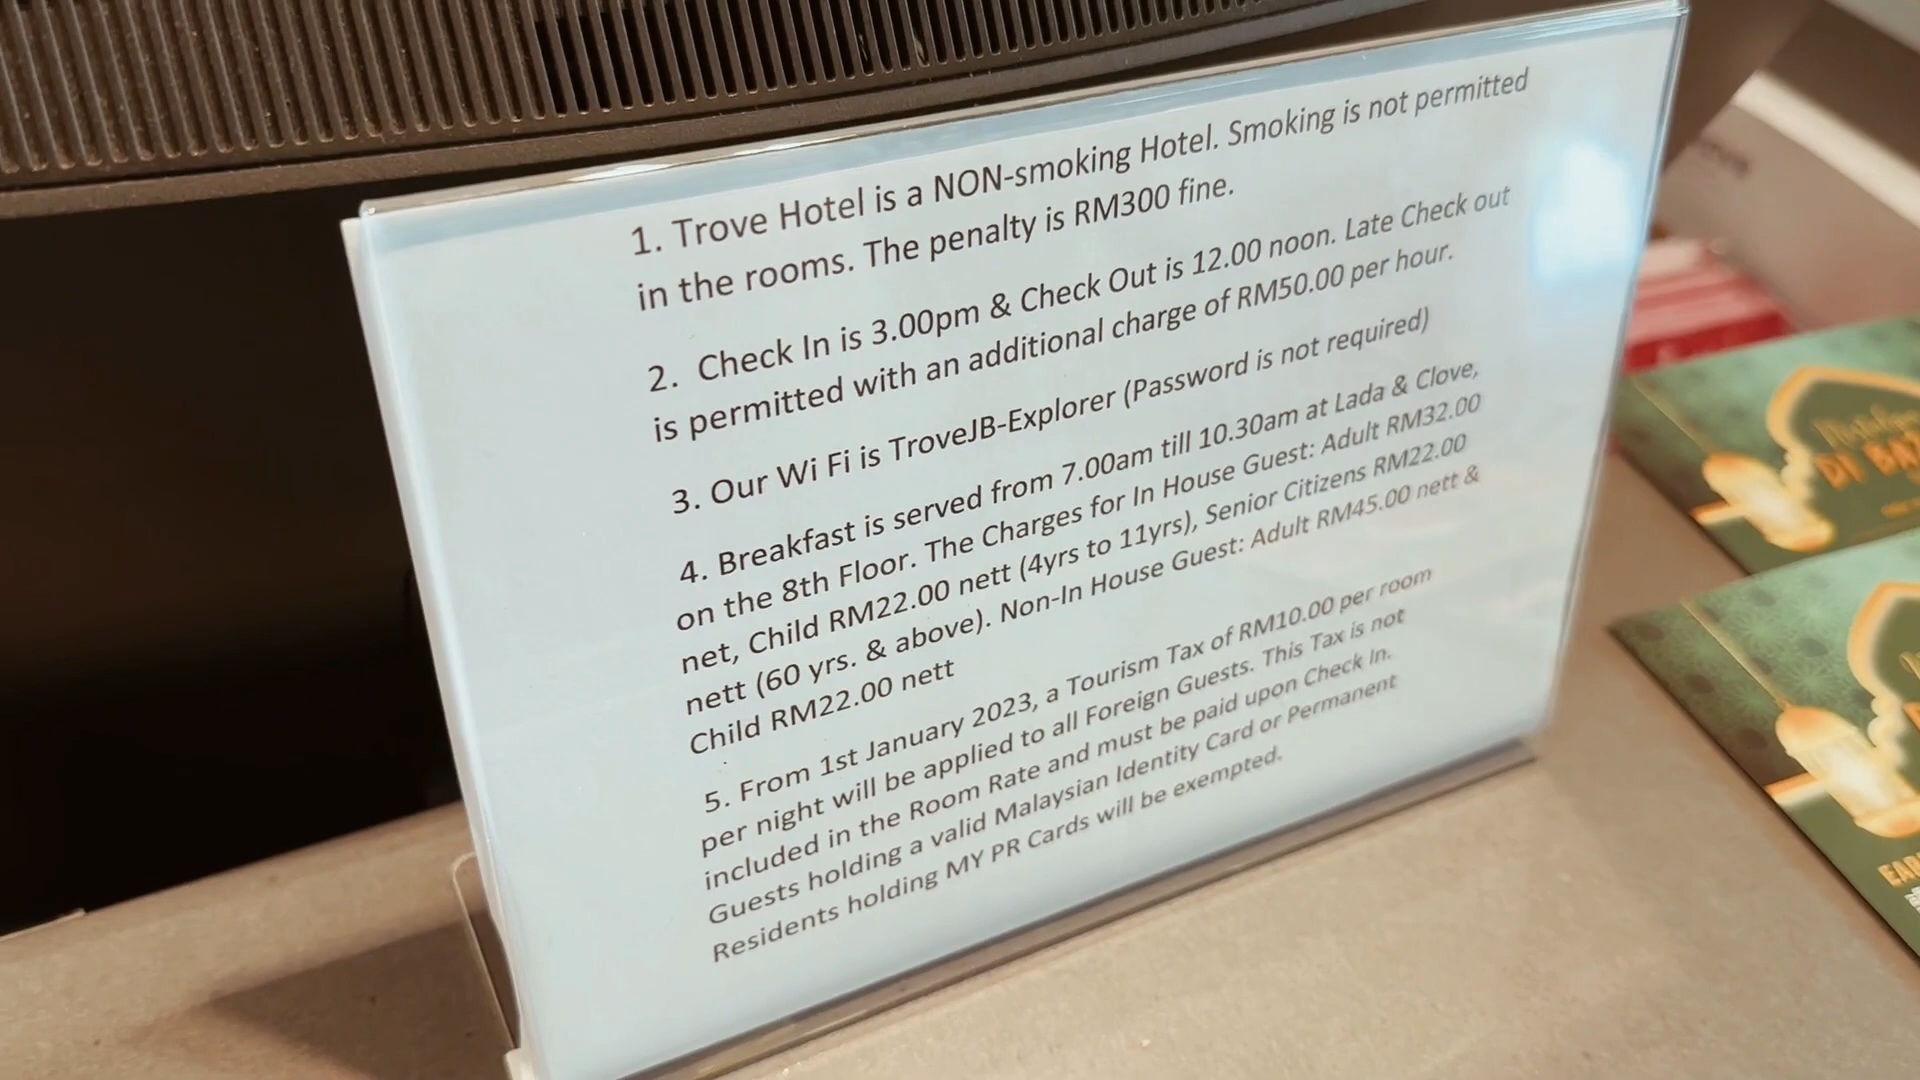 1. Trove Hotel is a NON-smoking Hotel. Smoking is not permitted
in the rooms. The penalty is RM300 fine.
2. Check In is 3.00pm & Check Out is 12.00 noon. Late Check out
is permitted with an additional charge of RM50.00 per hour.
3. Our Wi Fi is TroveJB-Explorer (Password is not required)
4. Breakfast is served from 7.00am till 10.30am at Lada & Clove,
on the 8th Floor. The Charges for In House Guest: Adult RM32.00
net, Child RM22.00 nett (4yrs to 11yrs), Senior Citizens RM22.00
nett (60 yrs. & above). Non-In House Guest: Adult RM45.00 nett &
Child RM22.00 nett
5. From 1st January 2023, a Tourism Tax of RM10.00 per room
per night will be applied to all Foreign Guests. This Tax is not
included in the Room Rate and must be paid upon Check In.
Guests holding a valid Malaysian Identity Card or Permanent
Residents holding MY PR Cards will be exempted.
DI